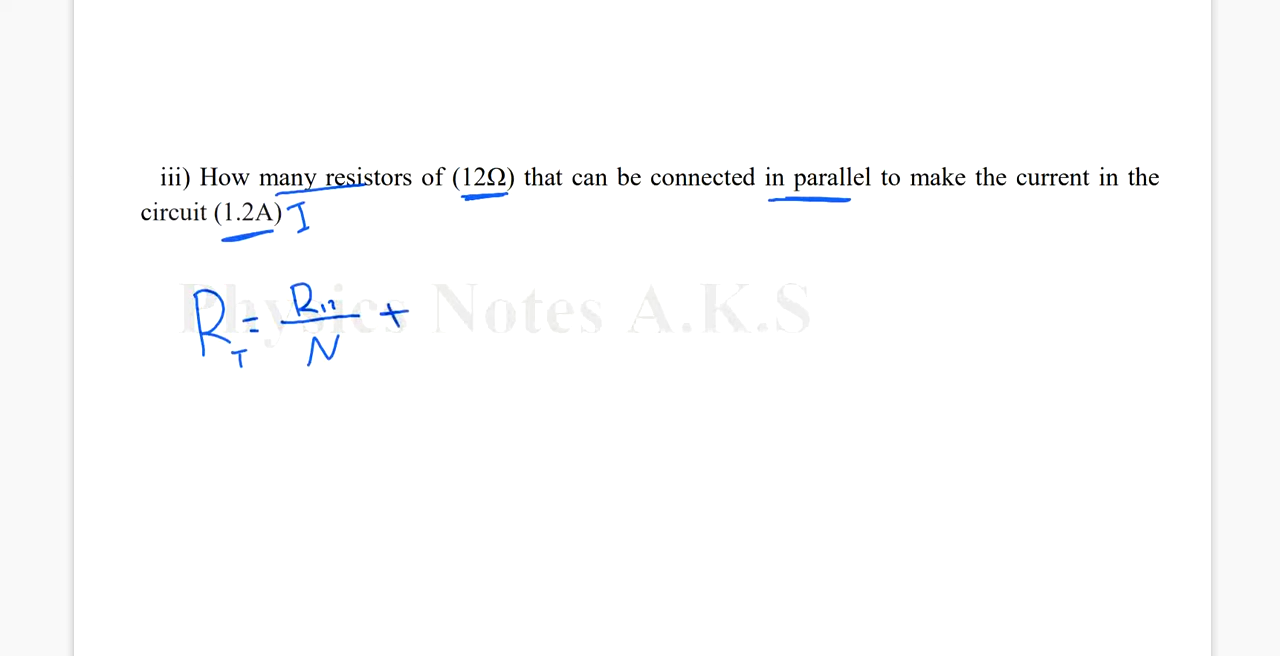 iii) How many resistors of (12Ω) that can be connected in parallel to make the current in the
circuit (1.2A) I
Physics Notes A.K.S
R_T = R_12 / N +